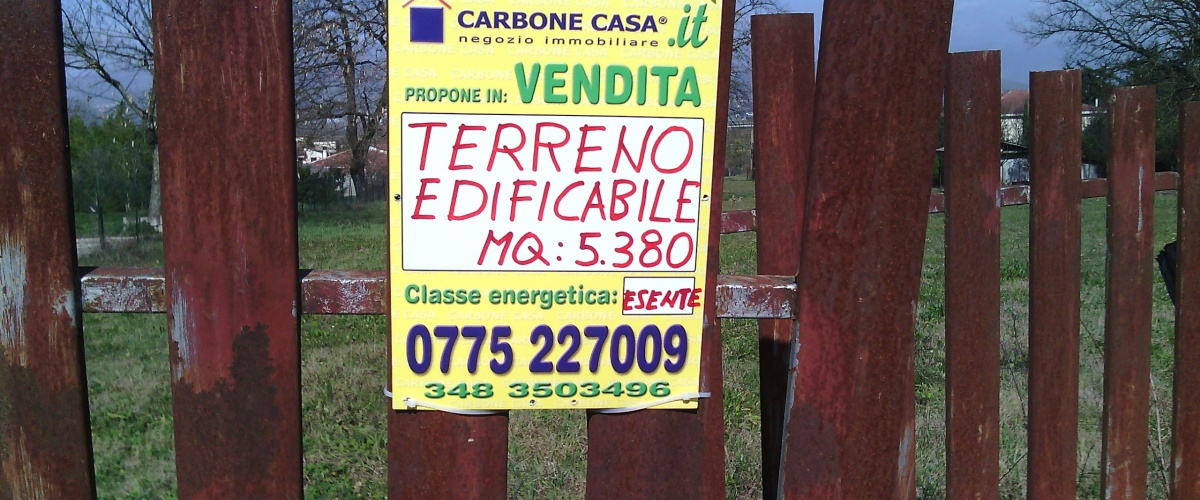 CARBONE CASA®.it
negozio immobiliare
PROPONE IN: VENDITA
TERRENO
EDIFICABILE
MQ: 5.380
Classe energetica: ESENTE
0775 227009
348 3503496